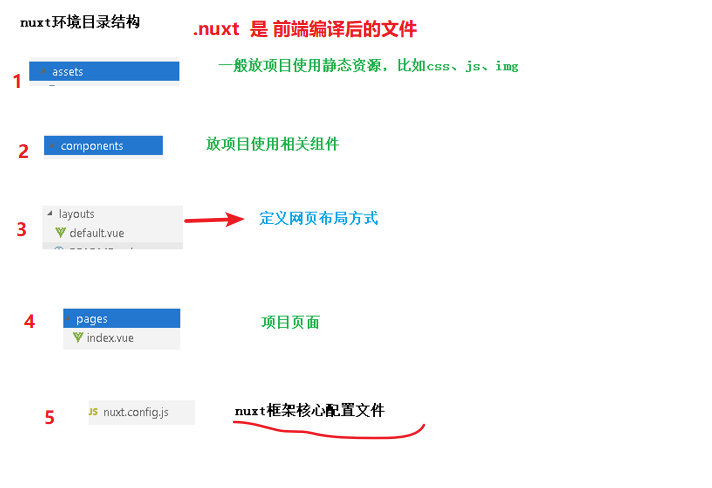 nuxt环境目录结构
.nuxt 是 前端编译后的文件
1 assets 一般放项目使用静态资源，比如css、js、img
2 components 放项目使用相关组件
3 layouts 定义网页布局方式
default.vue
4 pages 项目页面
index.vue
5 JS nuxt.config.js nuxt框架核心配置文件